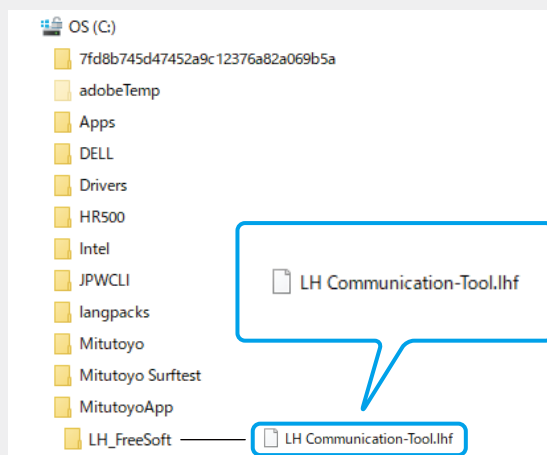 OS (C:)
7fd8b745d47452a9c12376a82a069b5a
adobeTemp
Apps
DELL
Drivers
HR500
Intel
JPWCLI
langpacks
Mitutoyo
Mitutoyo Surftest
MitutoyoApp
LH_FreeSoft
LH Communication-Tool.lhf
LH Communication-Tool.lhf